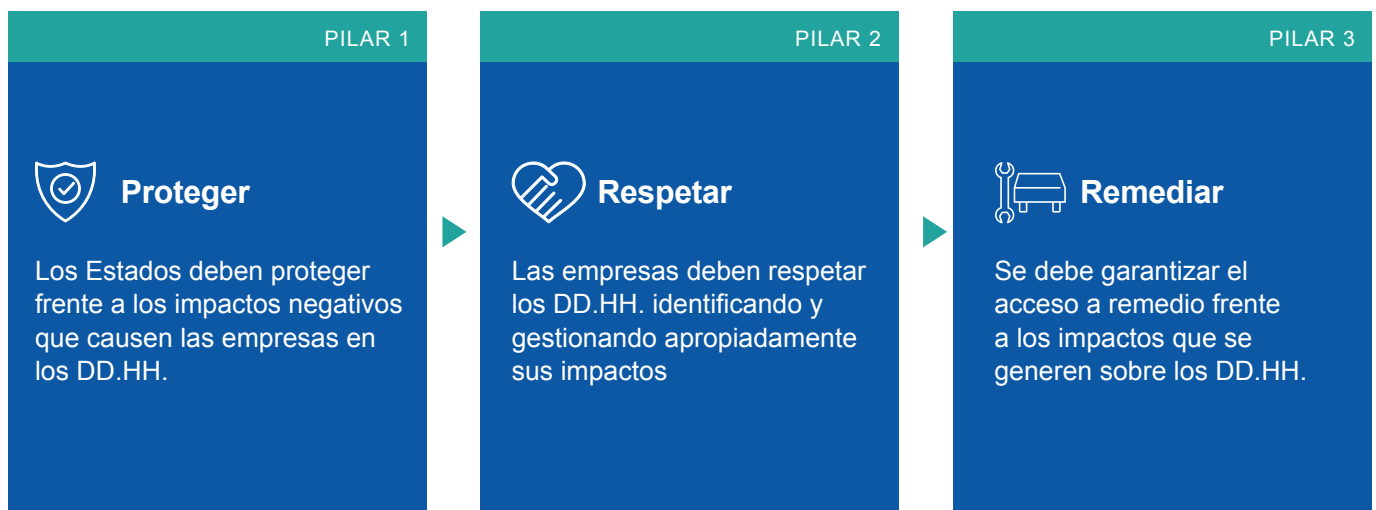 PILAR 1
Proteger
Los Estados deben proteger
frente a los impactos negativos
que causen las empresas en
los DD.HH.
PILAR 2
Respetar
Las empresas deben respetar
los DD.HH. identificando y
gestionando apropiadamente
sus impactos
PILAR 3
Remediar
Se debe garantizar el
acceso a remedio frente
a los impactos que se
generen sobre los DD.HH.